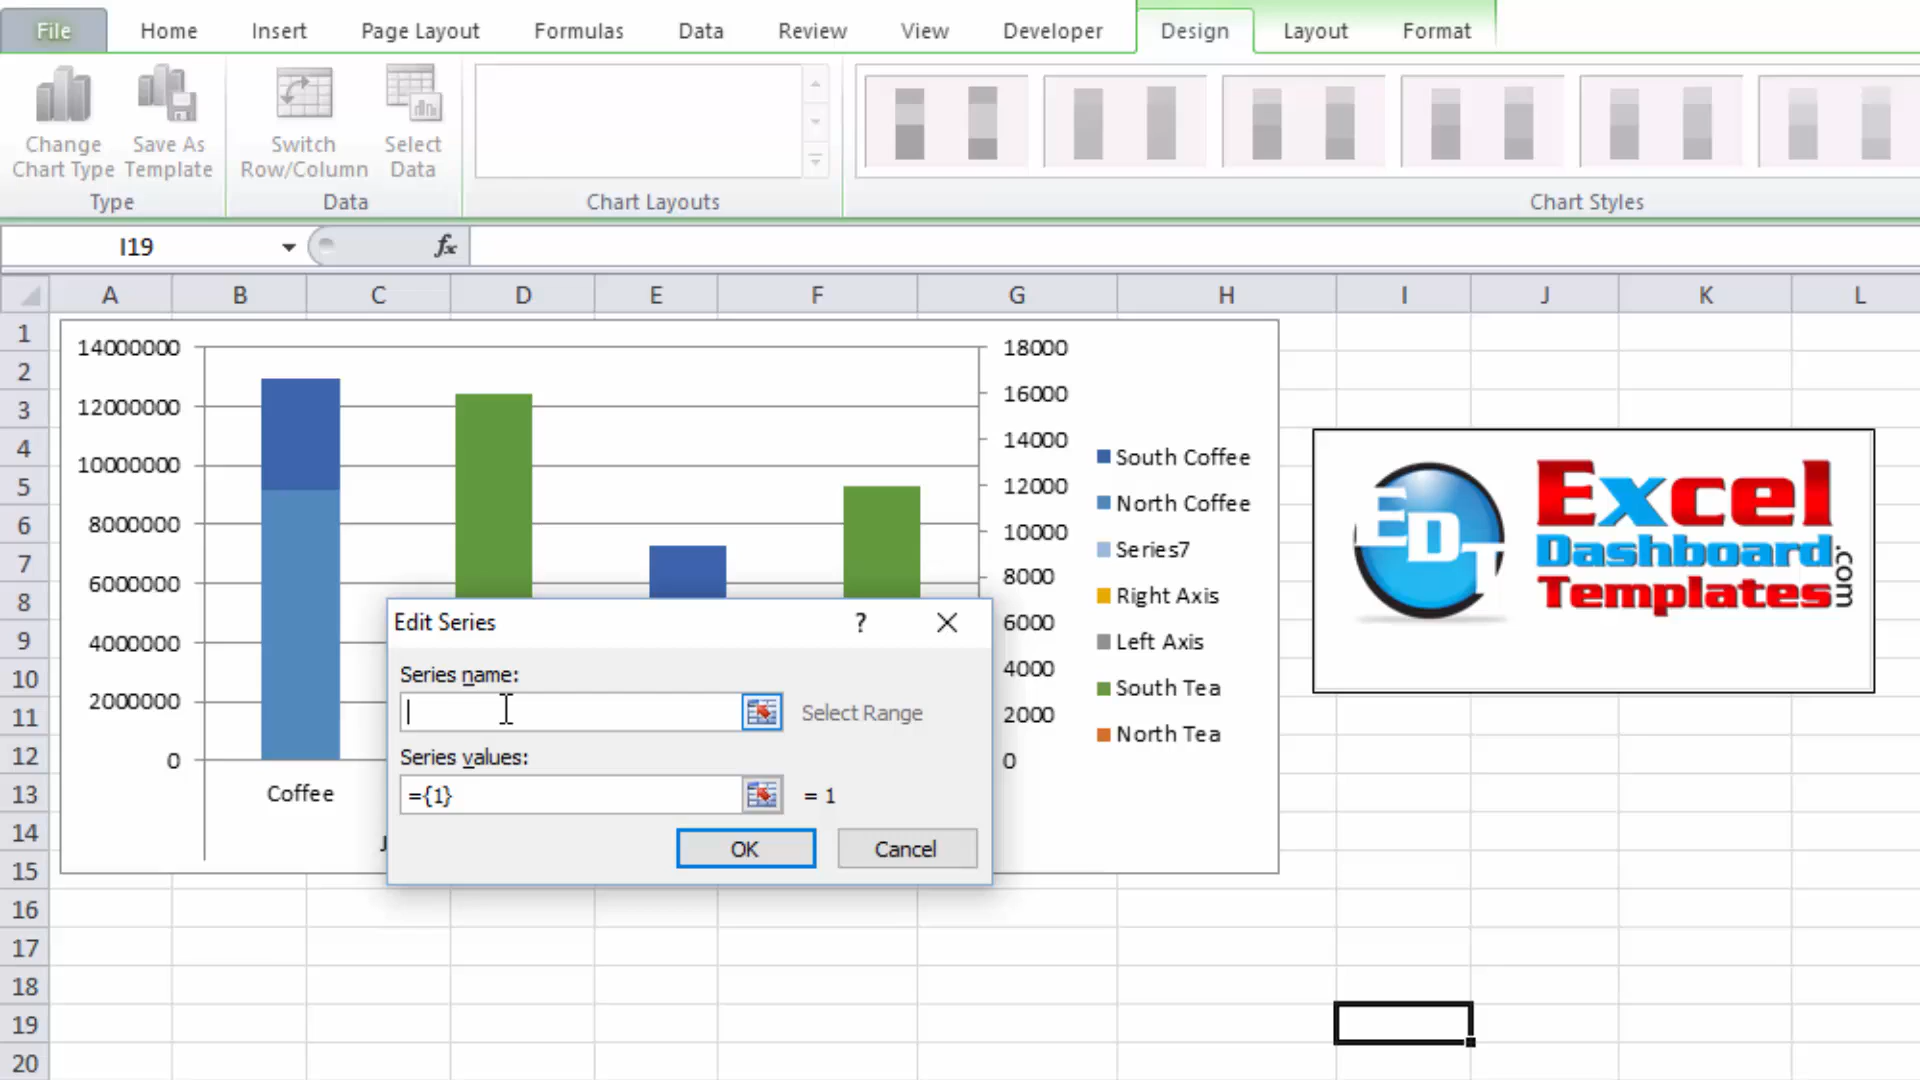 File Home Insert Page Layout Formulas Data Review View Developer Design Layout Format
Change Chart Type
Save As Template
Switch Row/Column
Select Data
Type Data Chart Layouts Chart Styles
I19 fx
A B C D E F G H I J K L
1
2
3
4
5
6
7
8
9
10
11
12
13
14
15
16
17
18
19
20
14000000
12000000
10000000
8000000
6000000
4000000
2000000
0
Coffee
J
18000
16000
14000
12000
10000
8000
6000
4000
2000
0
South Coffee
North Coffee
Series7
Right Axis
Left Axis
South Tea
North Tea
Edit Series ?
Series name:
Select Range
Series values:
={1} = 1
OK Cancel
EDT
Excel
Dashboard
Templates
.com